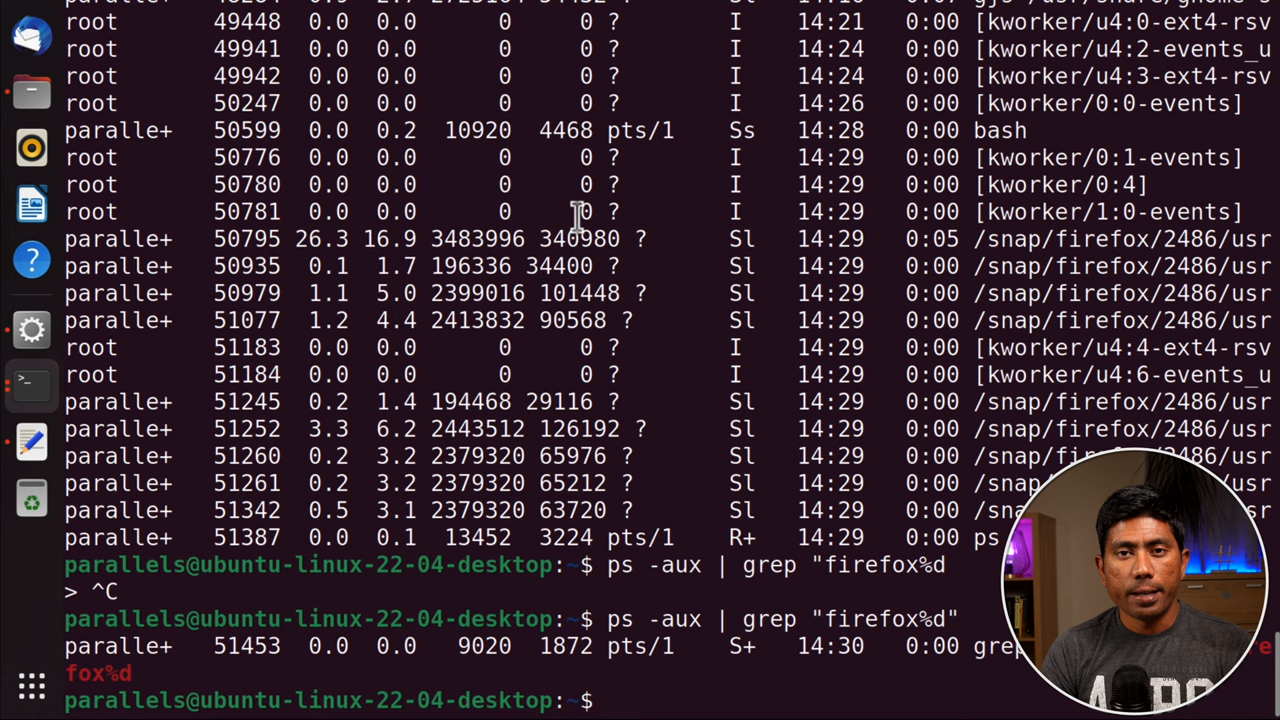 root 49448 0.0 0.0 0 0 ? I 14:21 0:00 [kworker/u4:0-ext4-rsv
root 49941 0.0 0.0 0 0 ? I 14:24 0:00 [kworker/u4:2-events_u
root 49942 0.0 0.0 0 0 ? I 14:24 0:00 [kworker/u4:3-ext4-rsv
root 50247 0.0 0.0 0 0 ? I 14:26 0:00 [kworker/0:0-events]
paralle+ 50599 0.0 0.2 10920 4468 pts/1 Ss 14:28 0:00 bash
root 50776 0.0 0.0 0 0 ? I 14:29 0:00 [kworker/0:1-events]
root 50780 0.0 0.0 0 0 ? I 14:29 0:00 [kworker/0:4]
root 50781 0.0 0.0 0 0 ? I 14:29 0:00 [kworker/1:0-events]
paralle+ 50795 26.3 16.9 3483996 340980 ? Sl 14:29 0:05 /snap/firefox/2486/usr
paralle+ 50935 0.1 1.7 196336 34400 ? Sl 14:29 0:00 /snap/firefox/2486/usr
paralle+ 50979 1.1 5.0 2399016 101448 ? Sl 14:29 0:00 /snap/firefox/2486/usr
paralle+ 51077 1.2 4.4 2413832 90568 ? Sl 14:29 0:00 /snap/firefox/2486/usr
root 51183 0.0 0.0 0 0 ? I 14:29 0:00 [kworker/u4:4-ext4-rsv
root 51184 0.0 0.0 0 0 ? I 14:29 0:00 [kworker/u4:6-events_u
paralle+ 51245 0.2 1.4 194468 29116 ? Sl 14:29 0:00 /snap/firefox/2486/usr
paralle+ 51252 3.3 6.2 2443512 126192 ? Sl 14:29 0:00 /snap/firefox/2486/usr
paralle+ 51260 0.2 3.2 2379320 65976 ? Sl 14:29 0:00 /snap/firefox/2486/usr
paralle+ 51261 0.2 3.2 2379320 65212 ? Sl 14:29 0:00 /snap/
paralle+ 51342 0.5 3.1 2379320 63720 ? Sl 14:29 0:00 /snap
paralle+ 51387 0.0 0.1 13452 3224 pts/1 R+ 14:29 0:00 ps
parallels@ubuntu-linux-22-04-desktop:~$ ps -aux | grep "firefox%d
> ^C
parallels@ubuntu-linux-22-04-desktop:~$ ps -aux | grep "firefox%d"
paralle+ 51453 0.0 0.0 9020 1872 pts/1 S+ 14:30 0:00 gre re
fox%d
parallels@ubuntu-linux-22-04-desktop:~$